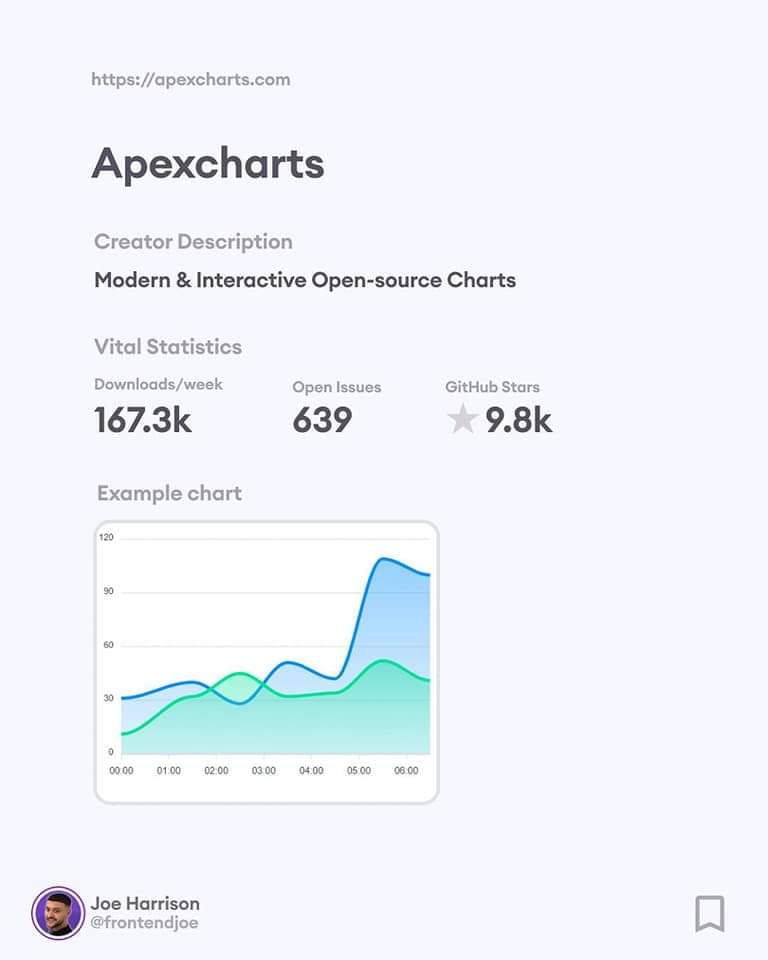 https://apexcharts.com
Apexcharts
Creator Description
Modern & Interactive Open-source Charts
Vital Statistics
Downloads/week Open Issues GitHub Stars
167.3k 639 9.8k
Example chart
120
90
60
30
0
00:00 01:00 02:00 03:00 04:00 05:00 06:00
Joe Harrison
@frontendjoe